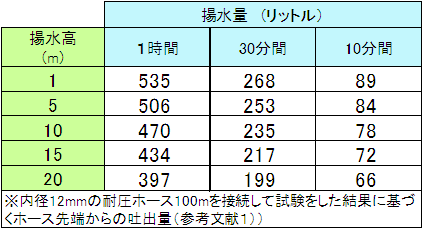 揚水量 (リットル)
揚水高
(m)
1時間 30分間 10分間
1 535 268 89
5 506 253 84
10 470 235 78
15 434 217 72
20 397 199 66
※内径12mmの耐圧ホース100mを接続して試験をした結果に基づ
くホース先端からの吐出量(参考文献1))